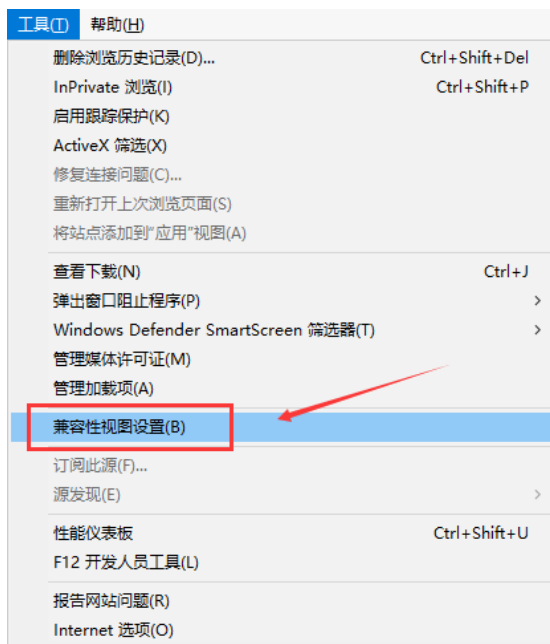 工具(T) 帮助(H)
删除浏览历史记录(D)... Ctrl+Shift+Del
InPrivate 浏览(I) Ctrl+Shift+P
启用跟踪保护(K)
ActiveX 筛选(X)
修复连接问题(C)...
重新打开上次浏览页面(S)
将站点添加到“应用”视图(A)
查看下载(N) Ctrl+J
弹出窗口阻止程序(P)
Windows Defender SmartScreen 筛选器(T)
管理媒体许可证(M)
管理加载项(A)
兼容性视图设置(B)
订阅此源(F)...
源发现(E)
性能仪表板 Ctrl+Shift+U
F12 开发人员工具(L)
报告网站问题(R)
Internet 选项(O)